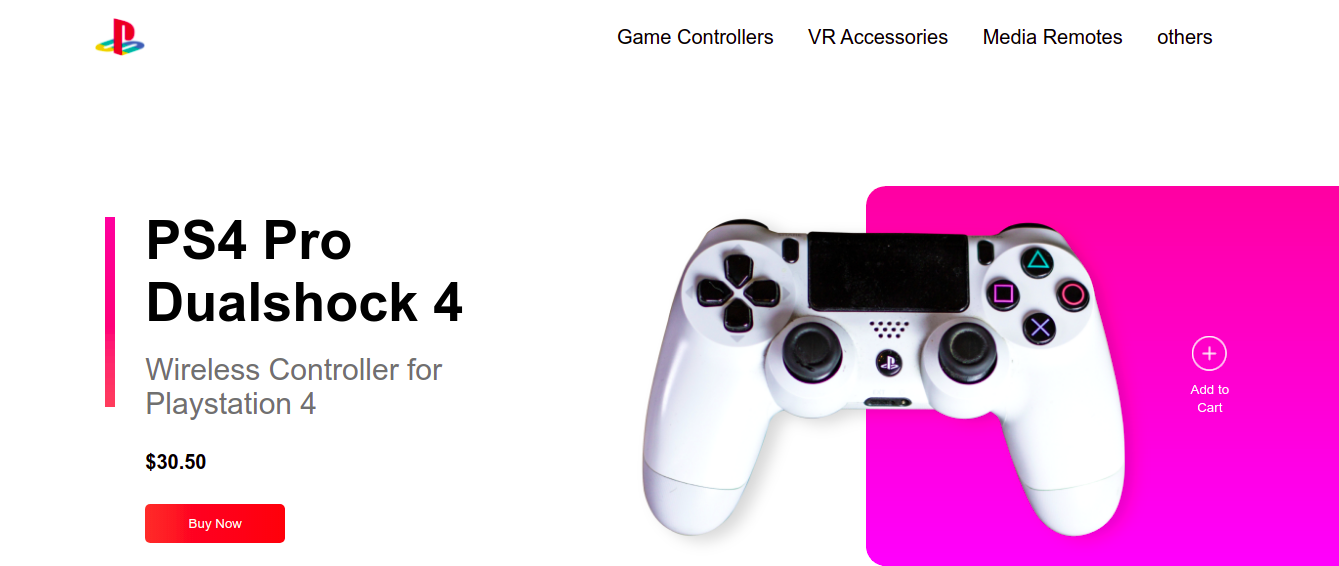 Game Controllers VR Accessories Media Remotes others
PS4 Pro
Dualshock 4
Wireless Controller for
Playstation 4
$30.50
Buy Now
Add to
Cart